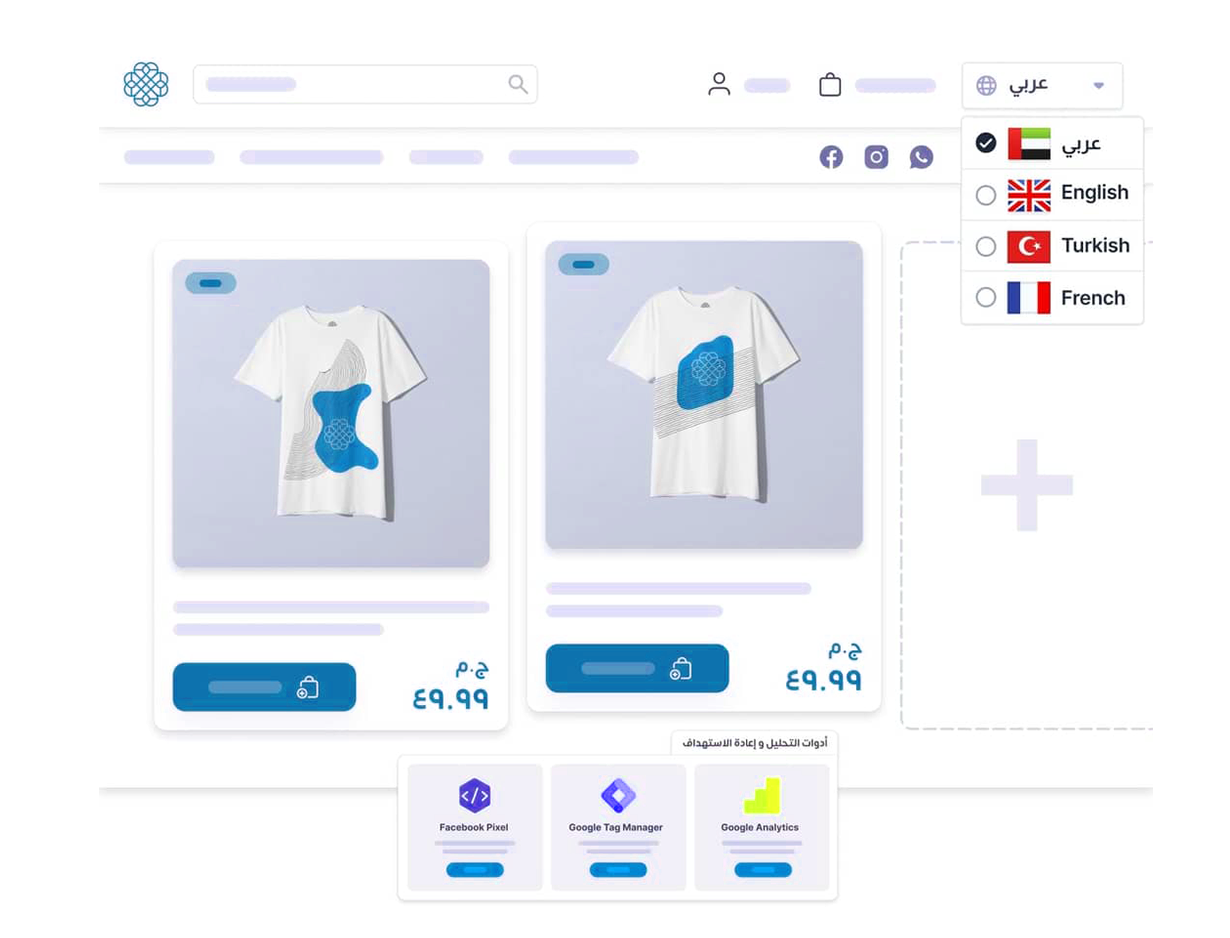 عربي
عربي
English
Turkish
French
ج.م
٤٩.٩٩
ج.م
٤٩.٩٩
أدوات التحليل و إعادة الاستهداف
Facebook Pixel
Google Tag Manager
Google Analytics